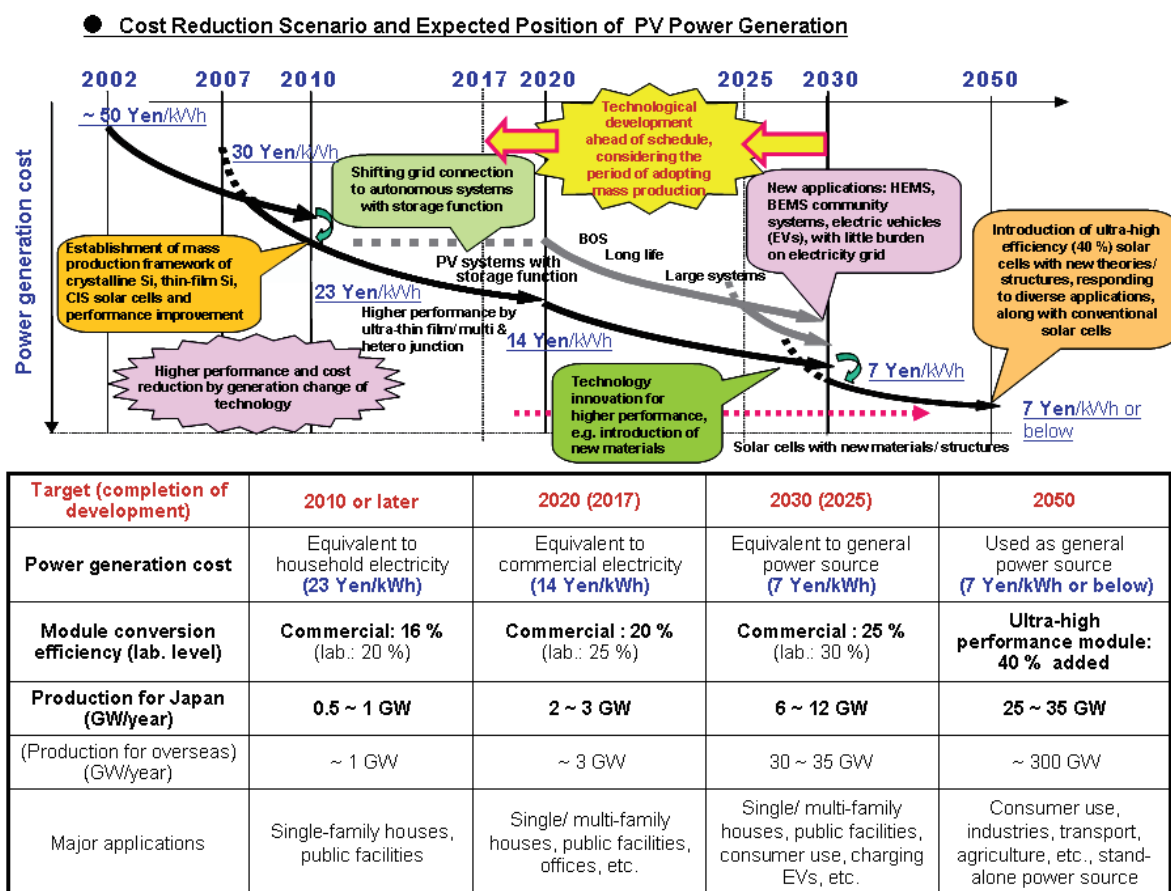 ● Cost Reduction Scenario and Expected Position of PV Power Generation
2002 2007 2010 2017 2020 2025 2030 2050
Power generation cost
~ 50 Yen/kWh
30 Yen/kWh
Shifting grid connection
to autonomous systems
with storage function
Technological
development
ahead of schedule,
considering the
period of adopting
mass production
New applications: HEMS,
BEMS community
systems, electric vehicles
(EVs), with little burden
on electricity grid
Introduction of ultra-high
efficiency (40 %) solar
cells with new theories/
structures, responding
to diverse applications,
along with conventional
solar cells
Establishment of mass
production framework of
crystalline Si, thin-film Si,
CIS solar cells and
performance improvement
BOS
Long life
PV systems with
storage function
Large systems
23 Yen/kWh
Higher performance by
ultra-thin film/ multi &
hetero junction
14 Yen/kWh
Higher performance and cost
reduction by generation change of
technology
Technology
innovation for
higher performance,
e.g. introduction of
new materials
7 Yen/kWh
7 Yen/kWh or
below
Solar cells with new materials/ structures
Target (completion of
development)
2010 or later
2020 (2017)
2030 (2025)
2050
Power generation cost
Equivalent to
household electricity
(23 Yen/kWh)
Equivalent to
commercial electricity
(14 Yen/kWh)
Equivalent to general
power source
(7 Yen/kWh)
Used as general
power source
(7 Yen/kWh or below)
Module conversion
efficiency (lab. level)
Commercial: 16 %
(lab.: 20 %)
Commercial : 20 %
(lab.: 25 %)
Commercial : 25 %
(lab.: 30 %)
Ultra-high
performance module:
40 % added
Production for Japan
(GW/year)
0.5 ~ 1 GW
2 ~ 3 GW
6 ~ 12 GW
25 ~ 35 GW
(Production for overseas)
(GW/year)
~ 1 GW
~ 3 GW
30 ~ 35 GW
~ 300 GW
Major applications
Single-family houses,
public facilities
Single/ multi-family
houses, public facilities,
offices, etc.
Single/ multi-family
houses, public facilities,
consumer use, charging
EVs, etc.
Consumer use,
industries, transport,
agriculture, etc., stand-
alone power source